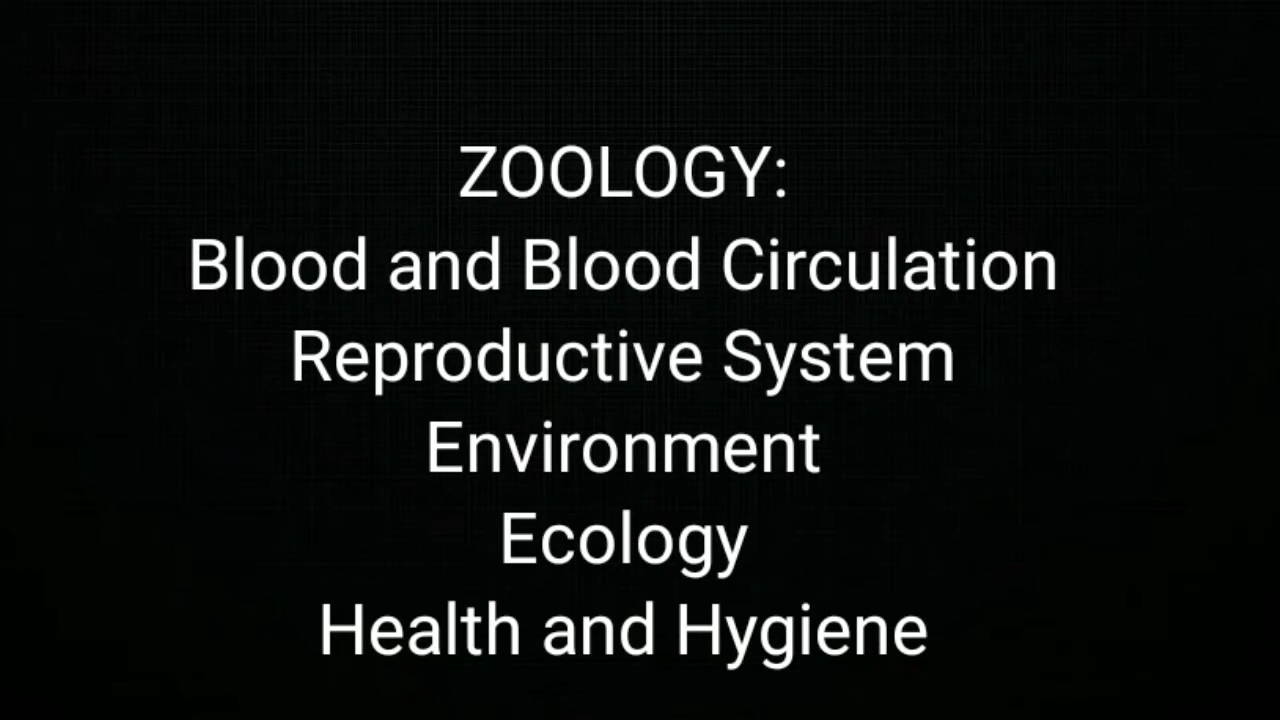 ZOOLOGY:
Blood and Blood Circulation
Reproductive System
Environment
Ecology
Health and Hygiene